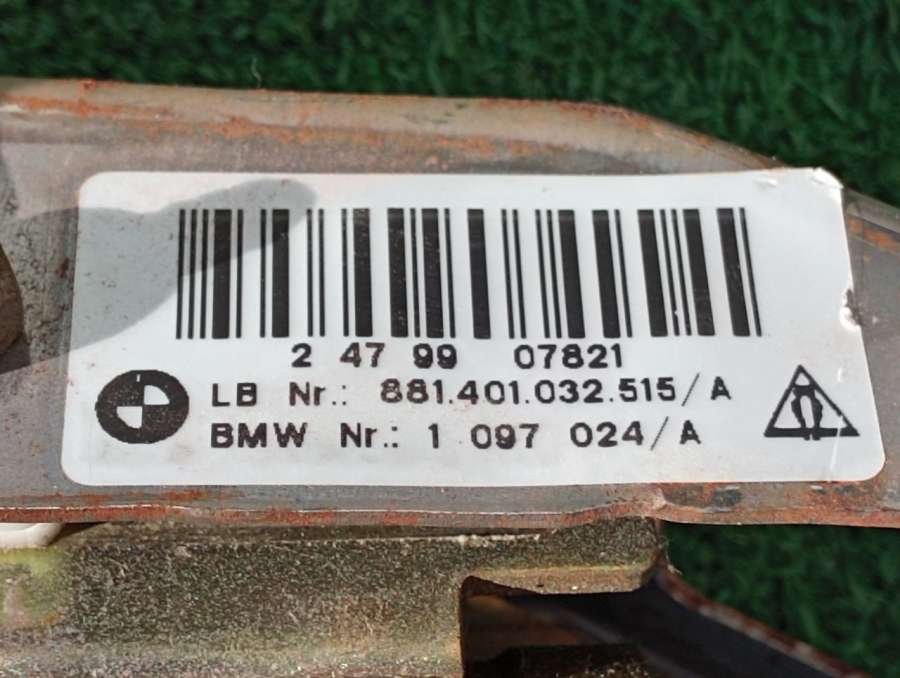 2 47 99 07821
LB Nr.: 881.401.032.515/A
BMW Nr.: 1 097 024/A